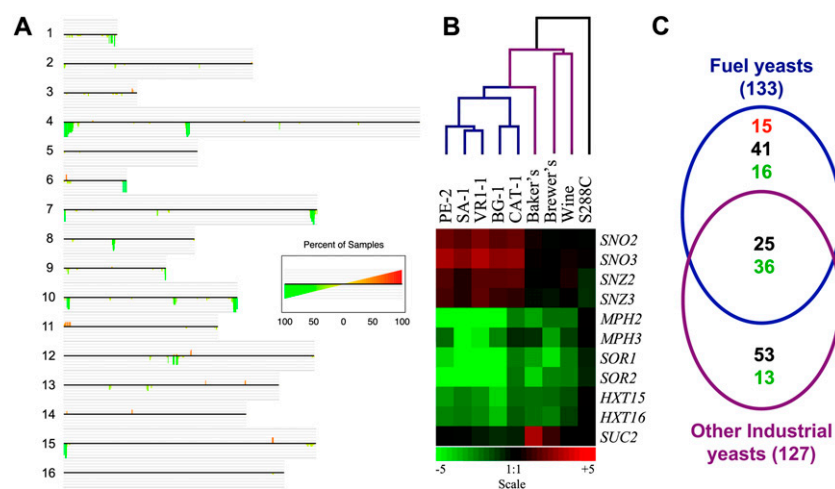 A
1
2
3
4
5
6
7
8
9
10
11
12
13
14
15
16
Percent of Samples
100 50 0 50 100
B
PE-2
SA-1
VR1-1
BG-1
CAT-1
Baker's
Brewer's
Wine
S288C
SNO2
SNO3
SNZ2
SNZ3
MPH2
MPH3
SOR1
SOR2
HXT15
HXT16
SUC2
-5 1:1 +5
Scale
C
Fuel yeasts
(133)
15
41
16
25
36
53
13
Other Industrial
yeasts (127)